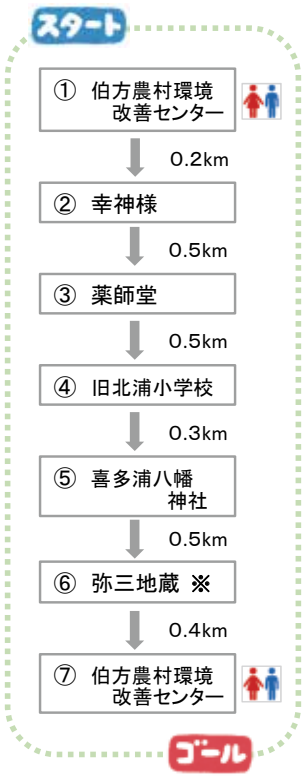 スタート
① 伯方農村環境
改善センター
0.2km
② 幸神様
0.5km
③ 薬師堂
0.5km
④ 旧北浦小学校
0.3km
⑤ 喜多浦八幡
神社
0.5km
⑥ 弥三地蔵 ※
0.4km
⑦ 伯方農村環境
改善センター
ゴール